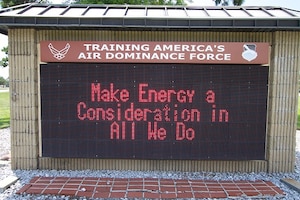 TRAINING AMERICA'S
AIR DOMINANCE FORCE
Make Energy a
Consideration in
All We Do